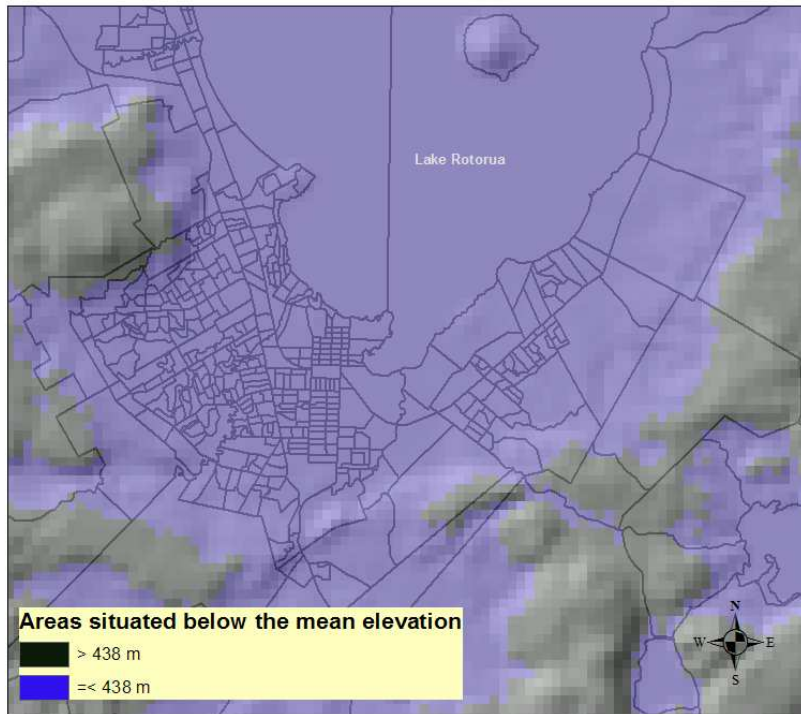 Lake Rotorua
Areas situated below the mean elevation
> 438 m
=< 438 m
N
W E
S